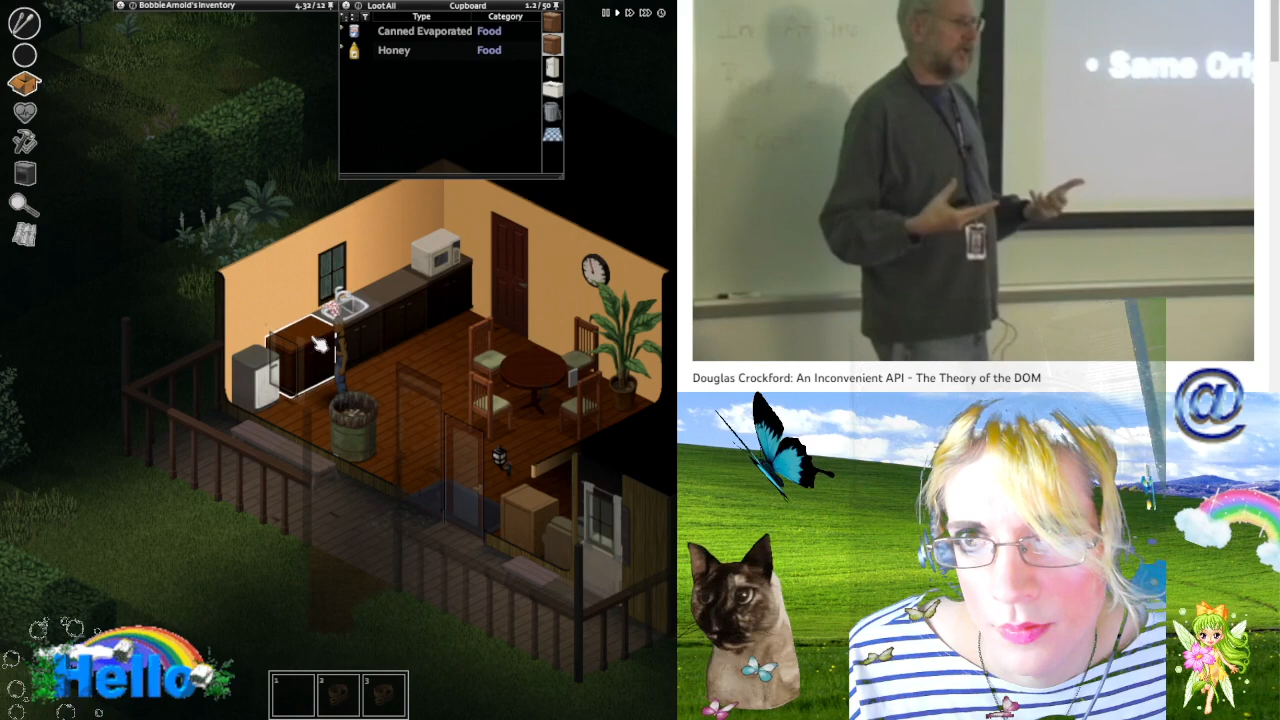 BobbieArnold's Inventory 4.32 / 12
Loot All Cupboard 1.2 / 50
Type Category
Canned Evaporated Food
Honey Food
• Same Ori
Douglas Crockford: An Inconvenient API - The Theory of the DOM
@
Hello
1 2 3